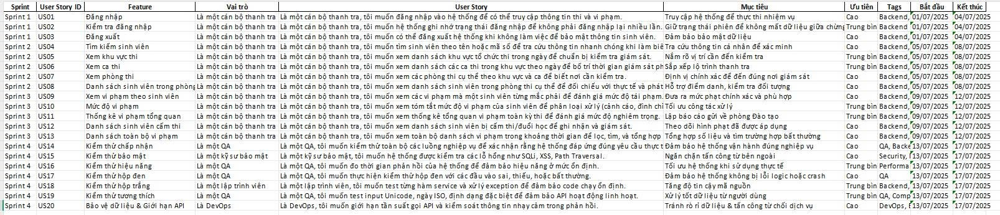 Sprint User Story ID Feature Vai trò User Story Mục tiêu Ưu tiên Tags Bắt đầu Kết thúc
Sprint 1 US01 Đăng nhập Là một cán bộ thanh tra Là một cán bộ thanh tra, tôi muốn đăng nhập vào hệ thống để có thể truy cập thông tin thi và vi phạm. Truy cập hệ thống để thực thi nhiệm vụ Cao Backend, 01/07/2025 04/07/2025
Sprint 1 US02 Kiểm tra đăng nhập Là một cán bộ thanh tra Là một cán bộ thanh tra, tôi muốn hệ thống ghi nhớ trạng thái đăng nhập để không phải đăng nhập lại nhiều lần. Giữ trạng thái phiên để không mất dữ liệu giữa chừng Trung bìn Backend, 01/07/2025 04/07/2025
Sprint 1 US03 Đăng xuất Là một cán bộ thanh tra Là một cán bộ thanh tra, tôi muốn có thể đăng xuất hệ thống khi không làm việc để bảo mật thông tin sinh viên. Đảm bảo bảo mật dữ liệu Cao Backend, 01/07/2025 04/07/2025
Sprint 2 US04 Tìm kiếm sinh viên Là một cán bộ thanh tra Là một cán bộ thanh tra, tôi muốn tìm sinh viên theo tên hoặc mã số để tra cứu thông tin nhanh chóng khi làm biê Tra cứu thông tin cá nhân để xác minh Cao Backend, 05/07/2025 08/07/2025
Sprint 2 US05 Xem khu vực thi Là một cán bộ thanh tra Là một cán bộ thanh tra, tôi muốn xem danh sách khu vực tổ chức thi trong ngày để chuẩn bị kiểm tra giám sát. Nắm rõ vị trí cần đến kiểm tra Trung bìn Backend, 05/07/2025 08/07/2025
Sprint 2 US06 Xem ca thi Là một cán bộ thanh tra Là một cán bộ thanh tra, tôi muốn xem danh sách các ca thi trong khu vực theo ngày để bố trí thời gian giám sát ph Sắp xếp lộ trình thanh tra Trung bìn Backend, 05/07/2025 08/07/2025
Sprint 2 US07 Xem phòng thi Là một cán bộ thanh tra Là một cán bộ thanh tra, tôi muốn xem các phòng thi cụ thể theo khu vực và ca để biết nơi cần kiểm tra. Định vị chính xác để đến đúng nơi giám sát Cao Backend, 05/07/2025 08/07/2025
Sprint 2 US08 Danh sách sinh viên trong phòng Là một cán bộ thanh tra Là một cán bộ thanh tra, tôi muốn xem danh sách sinh viên trong phòng thi cụ thể để đối chiếu với thực tế và phát Hỗ trợ điểm danh, kiểm tra đối tượng Cao Backend, 05/07/2025 08/07/2025
Sprint 3 US09 Xem vi phạm theo sinh viên Là một cán bộ thanh tra Là một cán bộ thanh tra, tôi muốn xem các vi phạm mà một sinh viên từng mắc phải để đánh giá mức độ tái phạm. Đưa ra mức phạt chính xác và phù hợp Cao Backend, 09/07/2025 12/07/2025
Sprint 3 US10 Mức độ vi phạm Là một cán bộ thanh tra Là một cán bộ thanh tra, tôi muốn xem tóm tắt mức độ vi phạm của sinh viên để phân loại xử lý (cảnh cáo, đình chỉ Tối ưu công tác xử lý Trung bìn Backend, 09/07/2025 12/07/2025
Sprint 3 US11 Thống kê vi phạm tổng quan Là một cán bộ thanh tra Là một cán bộ thanh tra, tôi muốn xem thống kê tổng quan vi phạm toàn kỳ thi để đánh giá mức độ nghiêm trọng. Lập báo cáo gửi về phòng Đào tạo Trung bìn Backend, 09/07/2025 12/07/2025
Sprint 3 US12 Danh sách sinh viên cấm thi Là một cán bộ thanh tra Là một cán bộ thanh tra, tôi muốn xem danh sách sinh viên bị cấm thi/đuổi học để ghi nhận và giám sát. Theo dõi hình phạt đã được áp dụng Cao Backend, 09/07/2025 12/07/2025
Sprint 3 US13 Danh sách toàn bộ vi phạm Là một cán bộ thanh tra Là một cán bộ thanh tra, tôi muốn xem toàn bộ danh sách vi phạm trong khoảng thời gian để lọc, tìm, và tổng hợp Tổng hợp số liệu và tìm trường hợp bất thường Cao Backend, 09/07/2025 12/07/2025
Sprint 4 US14 Kiểm thử chấp nhận Là một QA Là một QA, tôi muốn kiểm thử toàn bộ các luồng nghiệp vụ để xác nhận rằng hệ thống đáp ứng đúng yêu cầu thực t Đảm bảo hệ thống vận hành đúng nghiệp vụ Cao QA, Backe 13/07/2025 17/07/2025
Sprint 4 US15 Kiểm thử bảo mật Là một kỹ sư bảo mật Là một kỹ sư bảo mật, tôi muốn hệ thống được kiểm tra các lỗ hổng như SQLi, XSS, Path Traversal. Ngăn chặn tấn công từ bên ngoài Cao Security, 13/07/2025 17/07/2025
Sprint 4 US16 Kiểm thử hiệu năng Là một QA Là một QA, tôi muốn đo thời gian phản hồi của hệ thống để đảm bảo hiệu năng ở mức ổn định. Tối ưu hệ thống khi sử dụng thực tế Trung bìn Performa 13/07/2025 17/07/2025
Sprint 4 US17 Kiểm thử hộp đen Là một QA Là một QA, tôi muốn thực hiện kiểm thử hộp đen với các đầu vào sai, thiếu, hoặc bất thường. Đảm bảo hệ thống không bị lỗi logic hoặc crash Cao QA 13/07/2025 17/07/2025
Sprint 4 US18 Kiểm thử hộp trắng Là một lập trình viên Là một lập trình viên, tôi muốn test từng hàm service và xử lý exception để đảm bảo code chạy ổn định. Tăng độ tin cậy mã nguồn Trung bìn Backend, 13/07/2025 17/07/2025
Sprint 4 US19 Kiểm thử tương thích Là một QA Là một QA, tôi muốn test input Unicode, ngày ISO, định dạng đặc biệt để đảm bảo API hoạt động linh hoạt. Xử lý tốt dữ liệu từ người dùng Trung bìn QA, Comp 13/07/2025 17/07/2025
Sprint 4 US20 Bảo vệ dữ liệu & Giới hạn API Là DevOps Là DevOps, tôi muốn giới hạn tần suất gọi API và kiểm soát thông tin nhạy cảm trong phản hồi. Tránh rò rỉ dữ liệu & tấn công từ chối dịch vụ Cao DevOps, 13/07/2025 17/07/2025